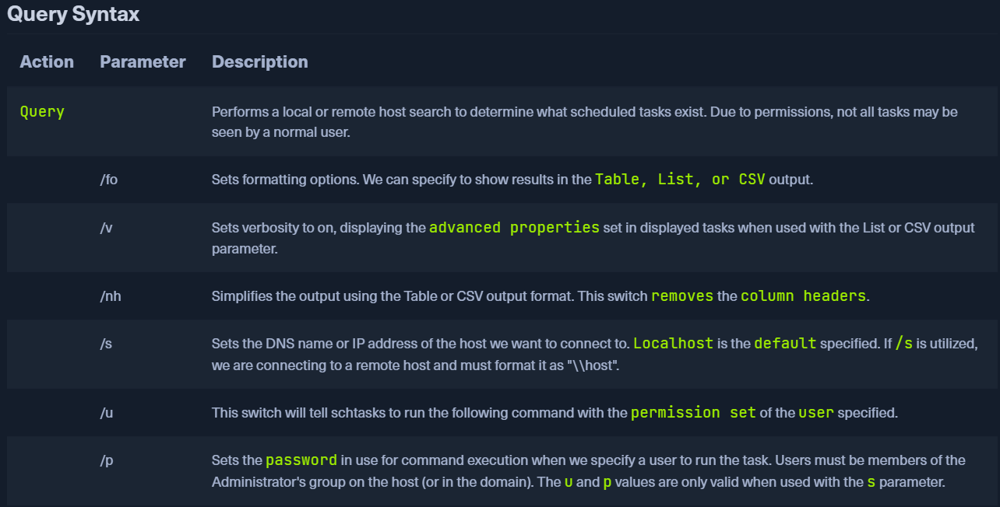 Query Syntax
Action Parameter Description
Query Performs a local or remote host search to determine what scheduled tasks exist. Due to permissions, not all tasks may be
seen by a normal user.
/fo Sets formatting options. We can specify to show results in the Table, List, or CSV output.
/v Sets verbosity to on, displaying the advanced properties set in displayed tasks when used with the List or CSV output
parameter.
/nh Simplifies the output using the Table or CSV output format. This switch removes the column headers.
/s Sets the DNS name or IP address of the host we want to connect to. Localhost is the default specified. If /s is utilized,
we are connecting to a remote host and must format it as "\\host".
/u This switch will tell schtasks to run the following command with the permission set of the user specified.
/p Sets the password in use for command execution when we specify a user to run the task. Users must be members of the
Administrator's group on the host (or in the domain). The u and p values are only valid when used with the s parameter.